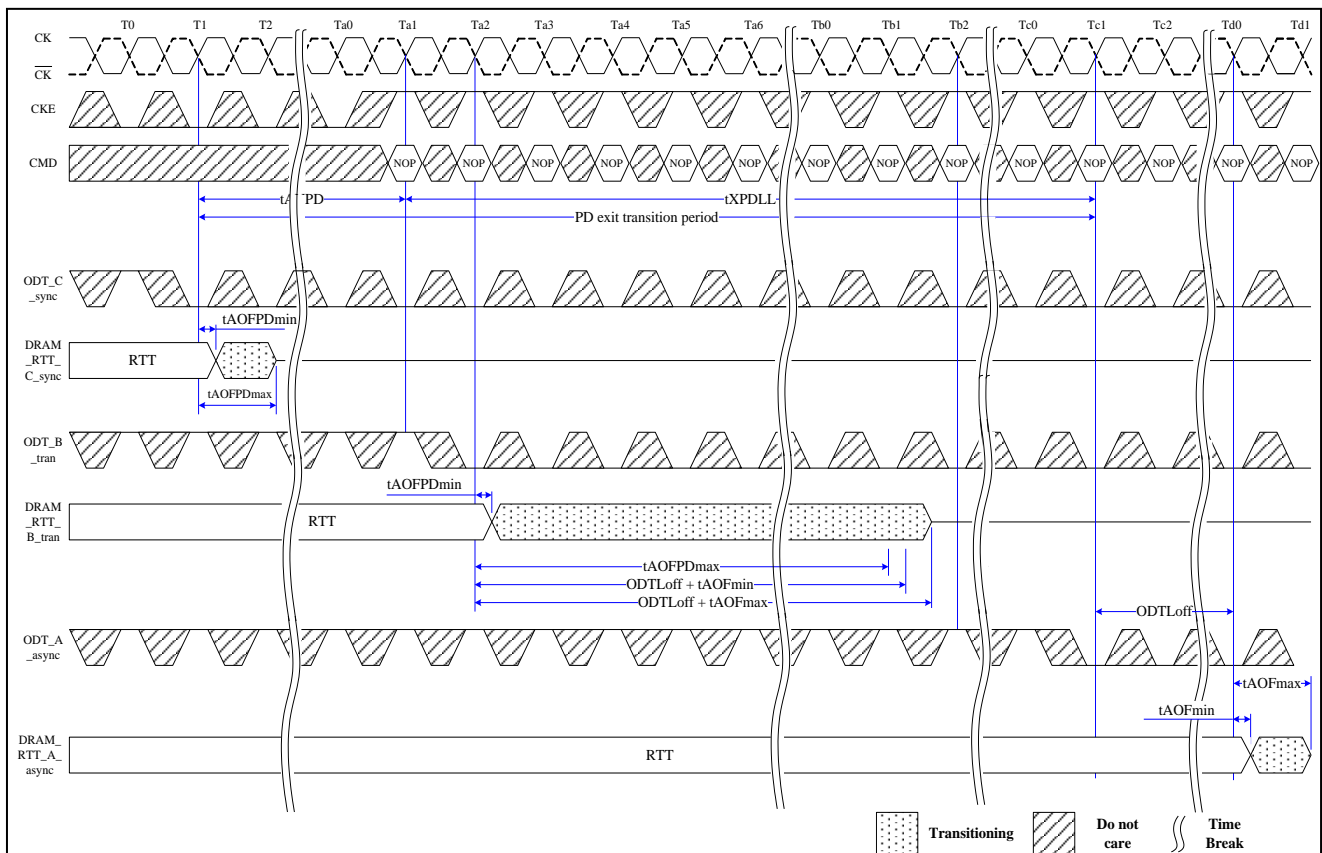 T0 T1 T2 Ta0 Ta1 Ta2 Ta3 Ta4 Ta5 Ta6 Tb0 Tb1 Tb2 Tc0 Tc1 Tc2 Td0 Td1
CK
CK
CKE
CMD
NOP NOP NOP NOP NOP NOP NOP NOP NOP NOP NOP NOP NOP NOP
tXPDLL
PD exit transition period
ODT_C
_sync
tAOFPDmin
DRAM
_RTT_
C_sync
RTT
tAOFPDmax
ODT_B
_tran
tAOFPDmin
DRAM
_RTT_
B_tran
RTT
tAOFPDmax
ODTLoff + tAOFmin
ODTLoff + tAOFmax
ODTLoff
ODT_A
_async
tAOFmax
tAOFmin
DRAM_
RTT_A_
async
RTT
Transitioning
Do not
care
Time
Break